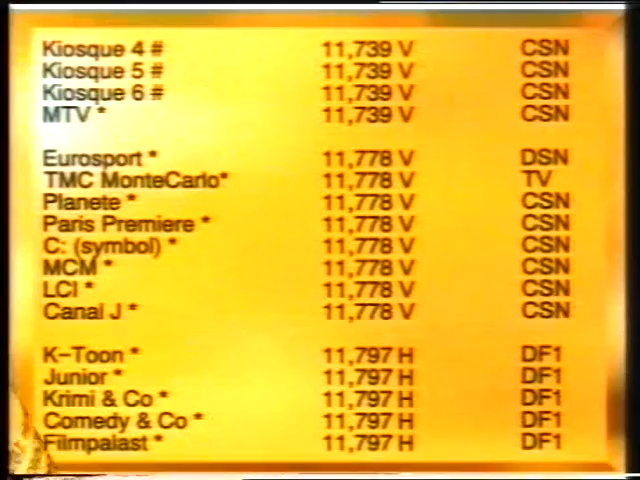 Kiosque 4 # 11,739 V CSN
Kiosque 5 # 11,739 V CSN
Kiosque 6 # 11,739 V CSN
MTV * 11,739 V CSN
Eurosport * 11,778 V DSN
TMC MonteCarlo* 11,778 V TV
Planete * 11,778 V CSN
Paris Premiere * 11,778 V CSN
C: (symbol) * 11,778 V CSN
MCM * 11,778 V CSN
LCI * 11,778 V CSN
Canal J * 11,778 V CSN
K-Toon * 11,797 H DF1
Junior * 11,797 H DF1
Krimi & Co * 11,797 H DF1
Comedy & Co * 11,797 H DF1
Filmpalast * 11,797 H DF1